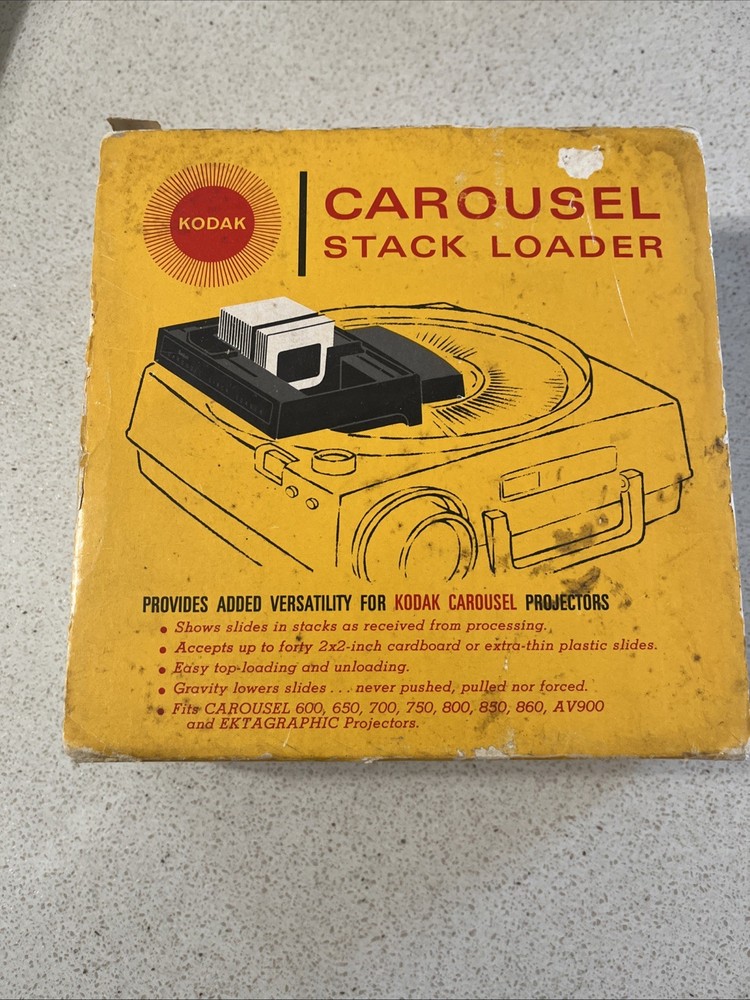 KODAK
CAROUSEL
STACK LOADER
PROVIDES ADDED VERSATILITY FOR KODAK CAROUSEL PROJECTORS
• Shows slides in stacks as received from processing.
• Accepts up to forty 2x2-inch cardboard or extra-thin plastic slides.
• Easy top-loading and unloading.
• Gravity lowers slides . . . never pushed, pulled nor forced.
• Fits CAROUSEL 600, 650, 700, 750, 800, 850, 860, AV900
and EKTAGRAPHIC Projectors.